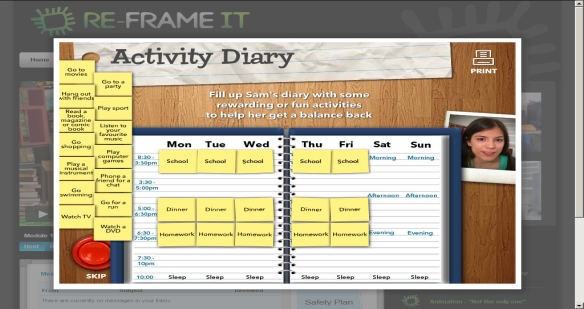 RE-FRAME IT
Home
Activity Diary
PRINT
Go to
movies
Go to a
party
Hang out
with friends
Play sport
Read a
book,
magazine
or comic
book
Listen to
your
favourite
music
Go
shopping
Play
computer
games
Play a
musical
instrument
Phone a
friend for a
chat
Go
swimming
Go for a
run
Watch TV
Watch a
DVD
Fill up Sam's diary with some
rewarding or fun activities
to help her get a balance back
Mon Tue Wed Thu Fri Sat Sun
8:30 -
3:30pm
School School School School School Morning Morning
3:30 -
5:00pm
Afternoon Afternoon
5:00 -
6:30pm
Dinner Dinner Dinner Dinner Dinner
6:30 -
7:30pm
Homework Homework Homework Homework Homework Evening Evening
7:30 -
10pm
10:00 Sleep Sleep Sleep Sleep Sleep Sleep Sleep
SKIP
Module
From Subject Received
There are currently no messages in your inbox
Safety Plan
Animation - "Not the only one"